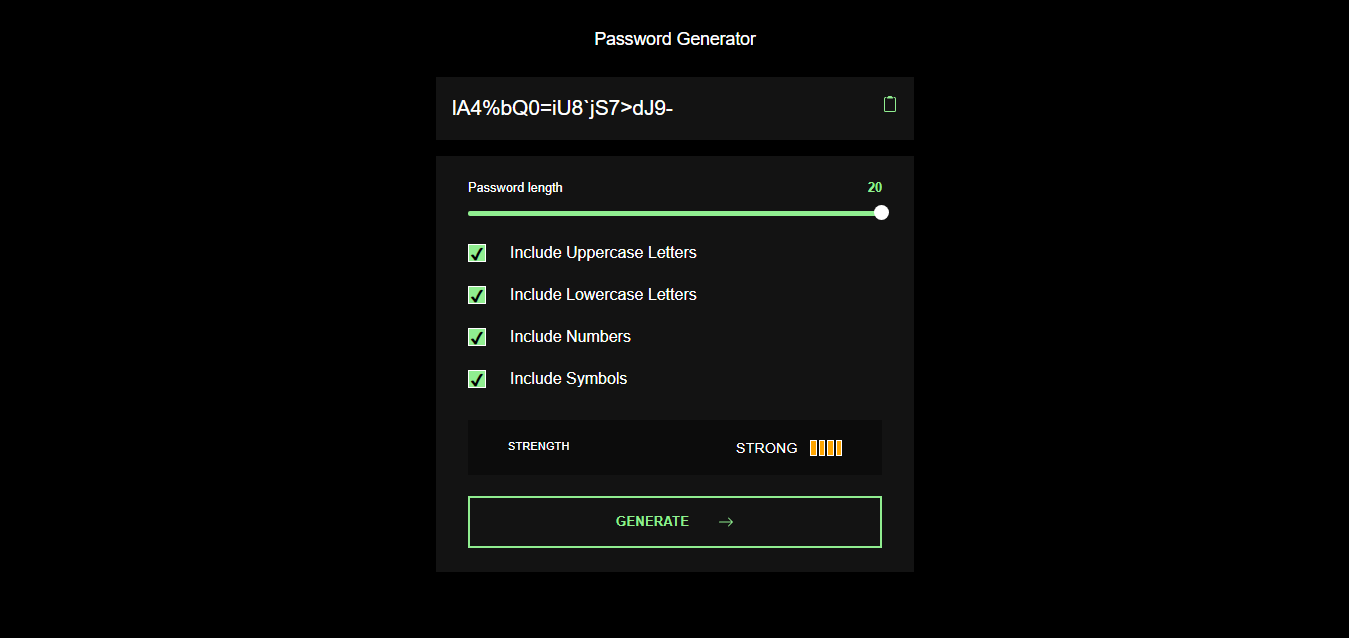 Password Generator
lA4%bQ0=iU8`jS7>dJ9-
Password length
20
Include Uppercase Letters
Include Lowercase Letters
Include Numbers
Include Symbols
STRENGTH
STRONG
GENERATE →